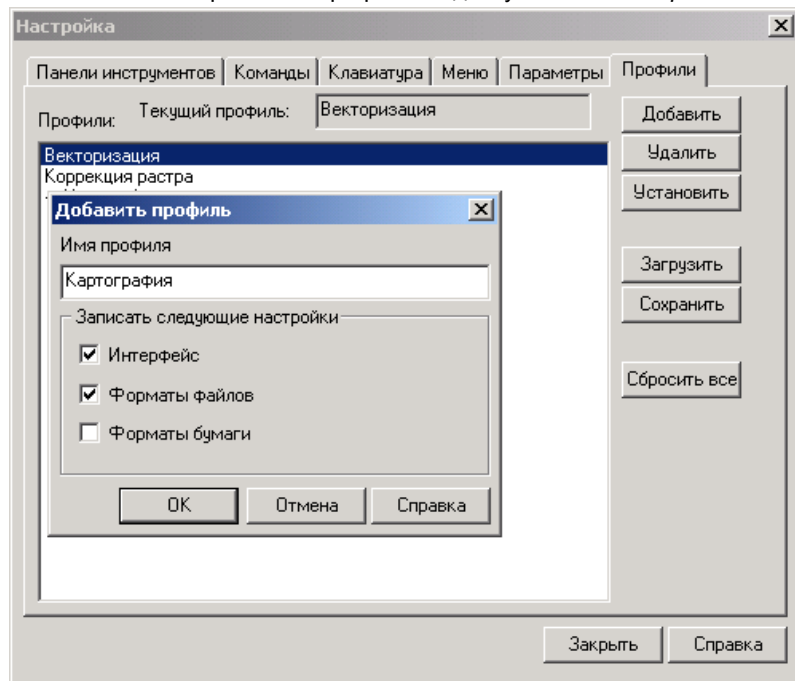 Настройка
Панели инструментов Команды Клавиатура Меню Параметры Профили
Профили: Текущий профиль: Векторизация
Добавить
Векторизация
Удалить
Коррекция растра
Установить
Добавить профиль
Имя профиля
Картография
Загрузить
Записать следующие настройки
Сохранить
Интерфейс
Форматы файлов
Сбросить все
Форматы бумаги
ОК Отмена Справка
Закрыть Справка